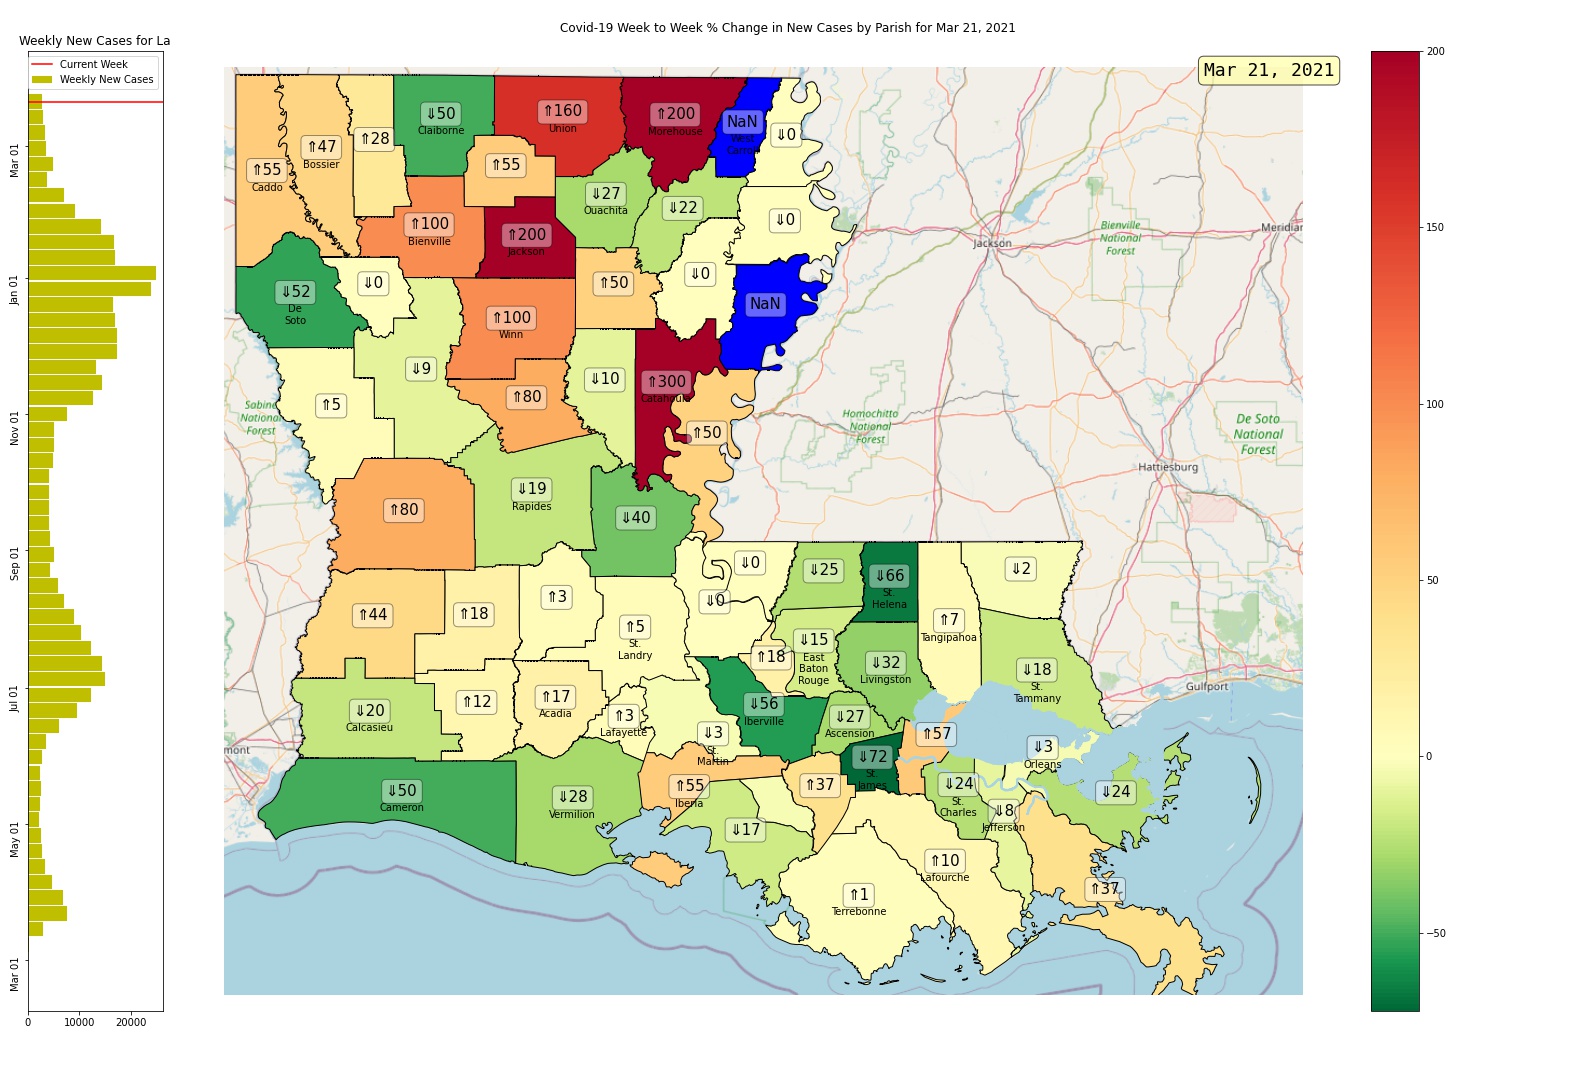 Covid-19 Week to Week % Change in New Cases by Parish for Mar 21, 2021
Weekly New Cases for La
Current Week
Weekly New Cases
Mar 01
Jan 01
Nov 01
Sep 01
Jul 01
May 01
Mar 01
0 10000 20000
Mar 21, 2021
⇑55
Caddo
⇑47
Bossier
⇑28
⇓50
Claiborne
⇑160
Union
⇑200
Morehouse
NaN
West
Carroll
⇓0
⇑55
⇓27
Ouachita
⇓22
⇓0
⇑100
Bienville
⇑200
Jackson
⇓52
De
Soto
⇓0
⇑50
⇓0
NaN
⇑100
Winn
⇓9
⇓10
⇑300
Catahoula
⇑5
⇑80
⇑50
⇑80
⇓19
Rapides
⇓40
⇓0
⇓25
⇓66
St.
Helena
⇓2
⇑44
⇑18
⇑3
⇓0
⇑5
St.
Landry
⇑7
Tangipahoa
⇓15
East
Baton
Rouge
⇑18
⇓32
Livingston
⇓18
St.
Tammany
⇓20
Calcasieu
⇑12
⇑17
Acadia
⇑3
Lafayette
⇓3
St.
Martin
⇓56
Iberville
⇓27
Ascension
⇑57
⇓72
St.
James
⇓3
Orleans
⇓50
Cameron
⇓28
Vermilion
⇑55
Iberia
⇑37
⇓24
St.
Charles
⇓24
⇓8
Jefferson
⇓17
⇑1
Terrebonne
⇑10
Lafourche
⇑37
Jackson
Bienville
National
Forest
Meridian
Sabine
National
Forest
Homochitto
National
Forest
De Soto
National
Forest
Hattiesburg
Gulfport
mont
200
150
100
50
0
−50